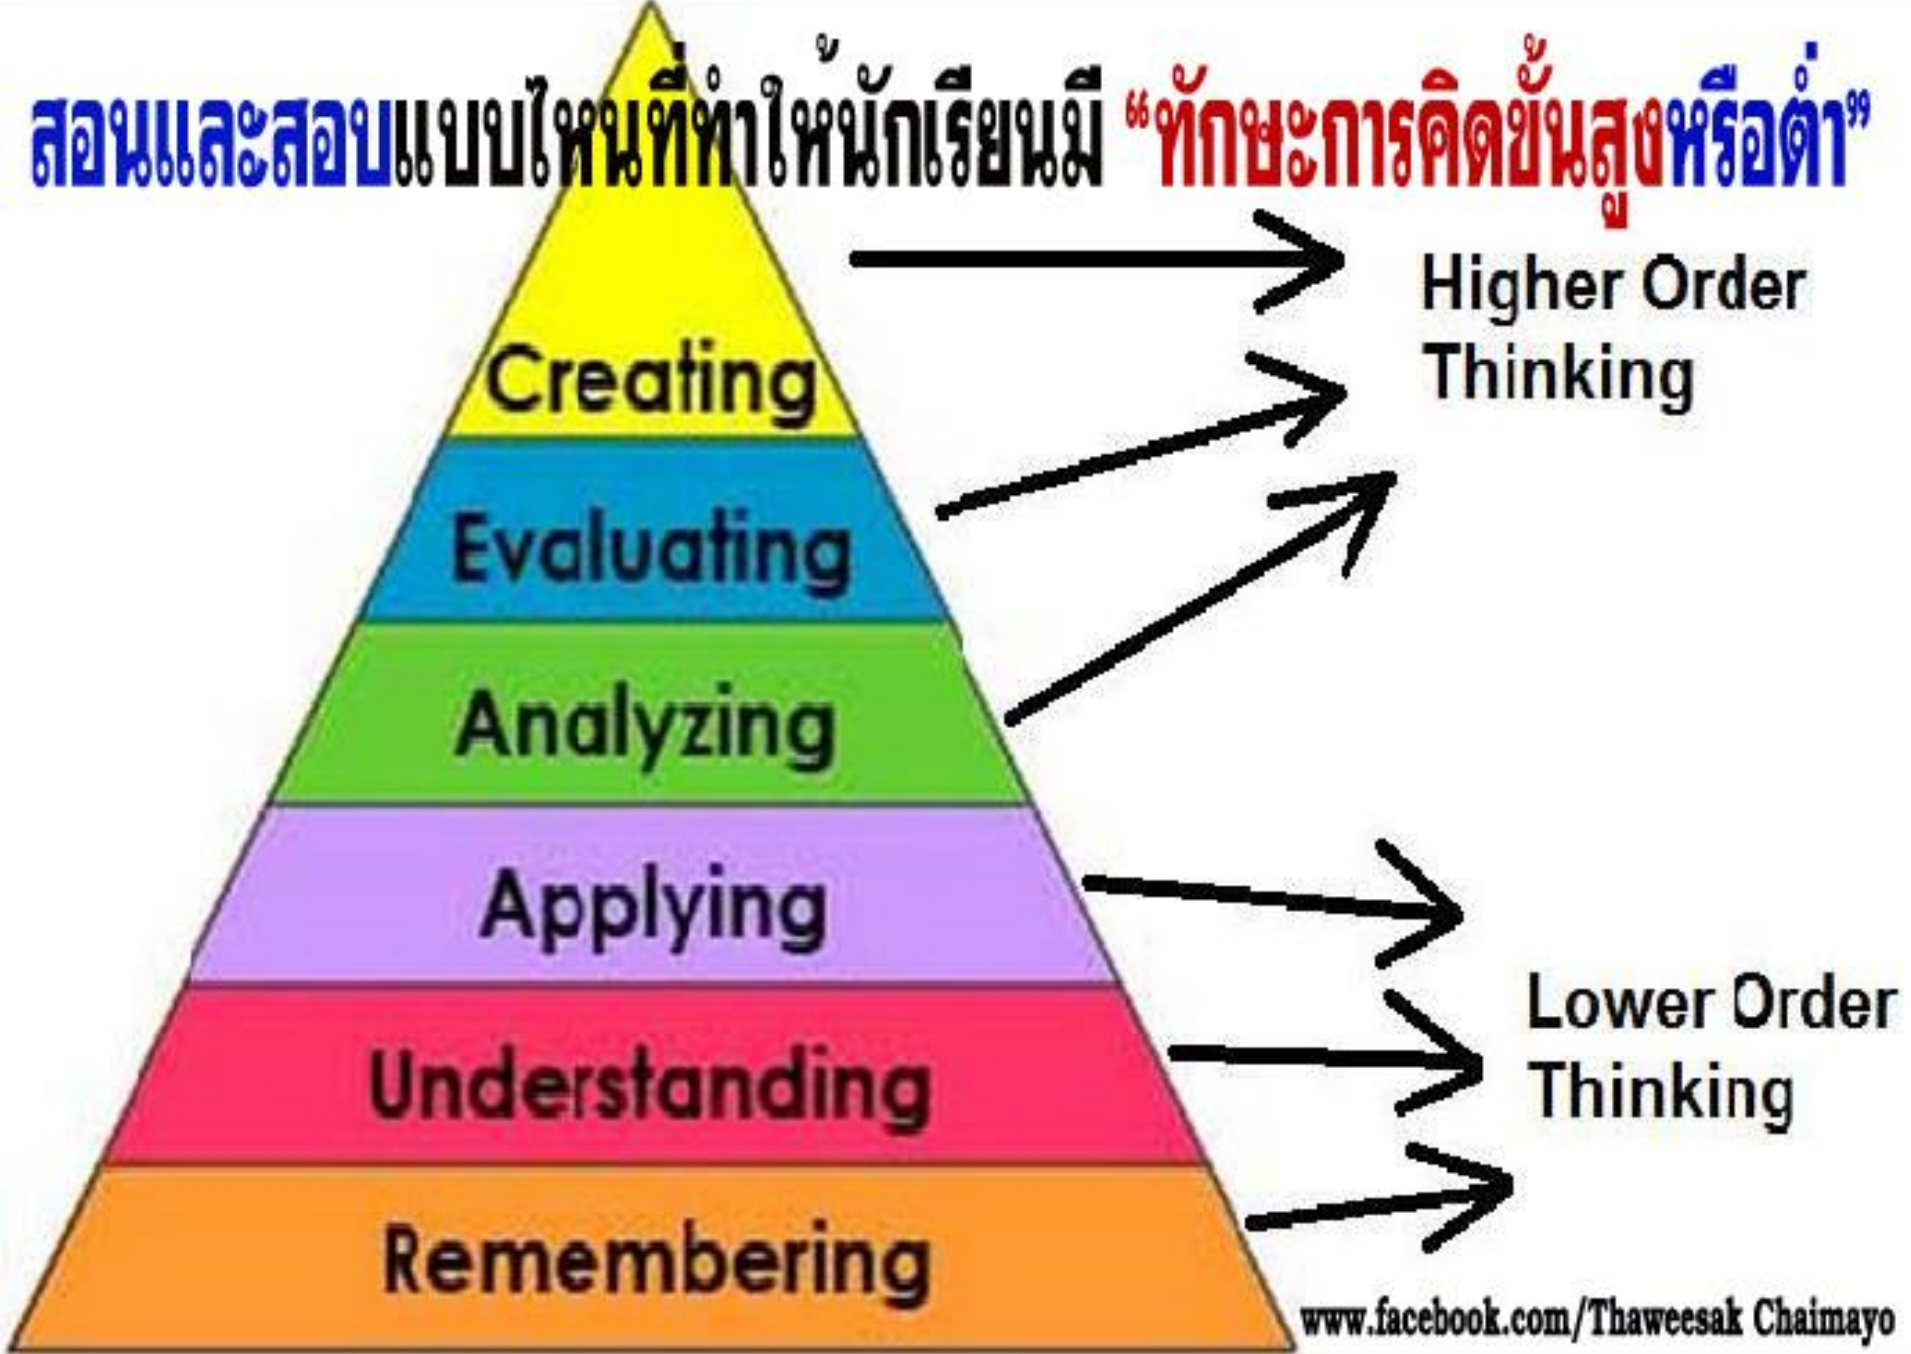 สอนและสอบแบบไหนที่ทำให้นักเรียนมี “ทักษะการคิดขั้นสูงหรือต่ำ”
Higher Order
Thinking
Creating
Evaluating
Analyzing
Applying
Lower Order
Thinking
Understanding
Remembering
www.facebook.com/Thaweesak Chaimayo